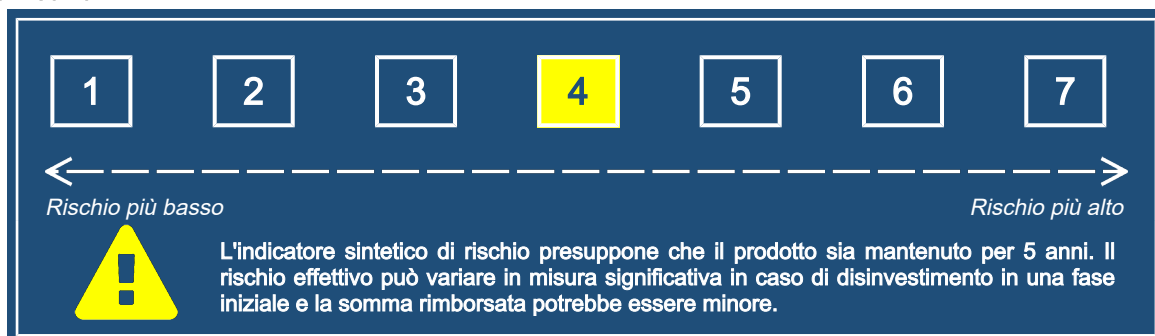 1 2 3 4 5 6 7
Rischio più basso Rischio più alto
L'indicatore sintetico di rischio presuppone che il prodotto sia mantenuto per 5 anni. Il
rischio effettivo può variare in misura significativa in caso di disinvestimento in una fase
iniziale e la somma rimborsata potrebbe essere minore.